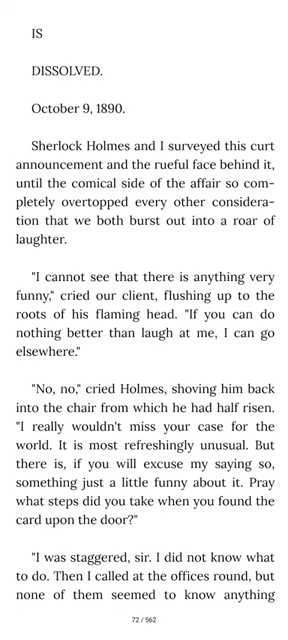 IS
DISSOLVED.
October 9, 1890.
Sherlock Holmes and I surveyed this curt
announcement and the rueful face behind it,
until the comical side of the affair so com-
pletely overtopped every other considera-
tion that we both burst out into a roar of
laughter.
"I cannot see that there is anything very
funny," cried our client, flushing up to the
roots of his flaming head. "If you can do
nothing better than laugh at me, I can go
elsewhere."
"No, no," cried Holmes, shoving him back
into the chair from which he had half risen.
"I really wouldn't miss your case for the
world. It is most refreshingly unusual. But
there is, if you will excuse my saying so,
something just a little funny about it. Pray
what steps did you take when you found the
card upon the door?"
"I was staggered, sir. I did not know what
to do. Then I called at the offices round, but
none of them seemed to know anything
72 / 562